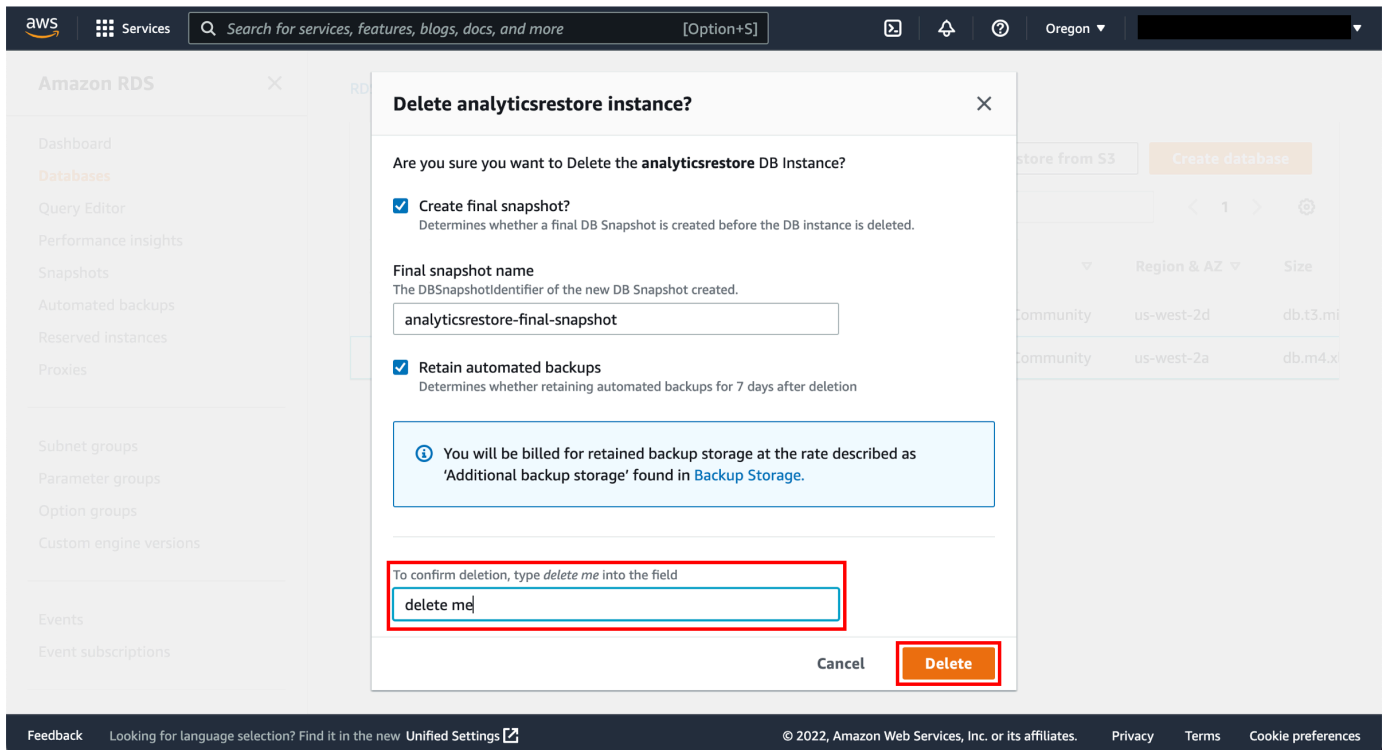 aws
Services
Search for services, features, blogs, docs, and more
[Option+S]
Oregon
Amazon RDS
Dashboard
Databases
Query Editor
Performance insights
Snapshots
Automated backups
Reserved instances
Proxies
Subnet groups
Parameter groups
Option groups
Custom engine versions
Events
Event subscriptions
Delete analyticsrestore instance?
Are you sure you want to Delete the analyticsrestore DB Instance?
Create final snapshot?
Determines whether a final DB Snapshot is created before the DB instance is deleted.
Final snapshot name
The DBSnapshotIdentifier of the new DB Snapshot created.
analyticsrestore-final-snapshot
Retain automated backups
Determines whether retaining automated backups for 7 days after deletion
You will be billed for retained backup storage at the rate described as
‘Additional backup storage’ found in Backup Storage.
To confirm deletion, type delete me into the field
delete me
Cancel
Delete
store from S3
Create database
1
Region & AZ
Size
Community
us-west-2d
db.t3.mi
Community
us-west-2a
db.m4.x
Feedback
Looking for language selection? Find it in the new Unified Settings
© 2022, Amazon Web Services, Inc. or its affiliates.
Privacy
Terms
Cookie preferences